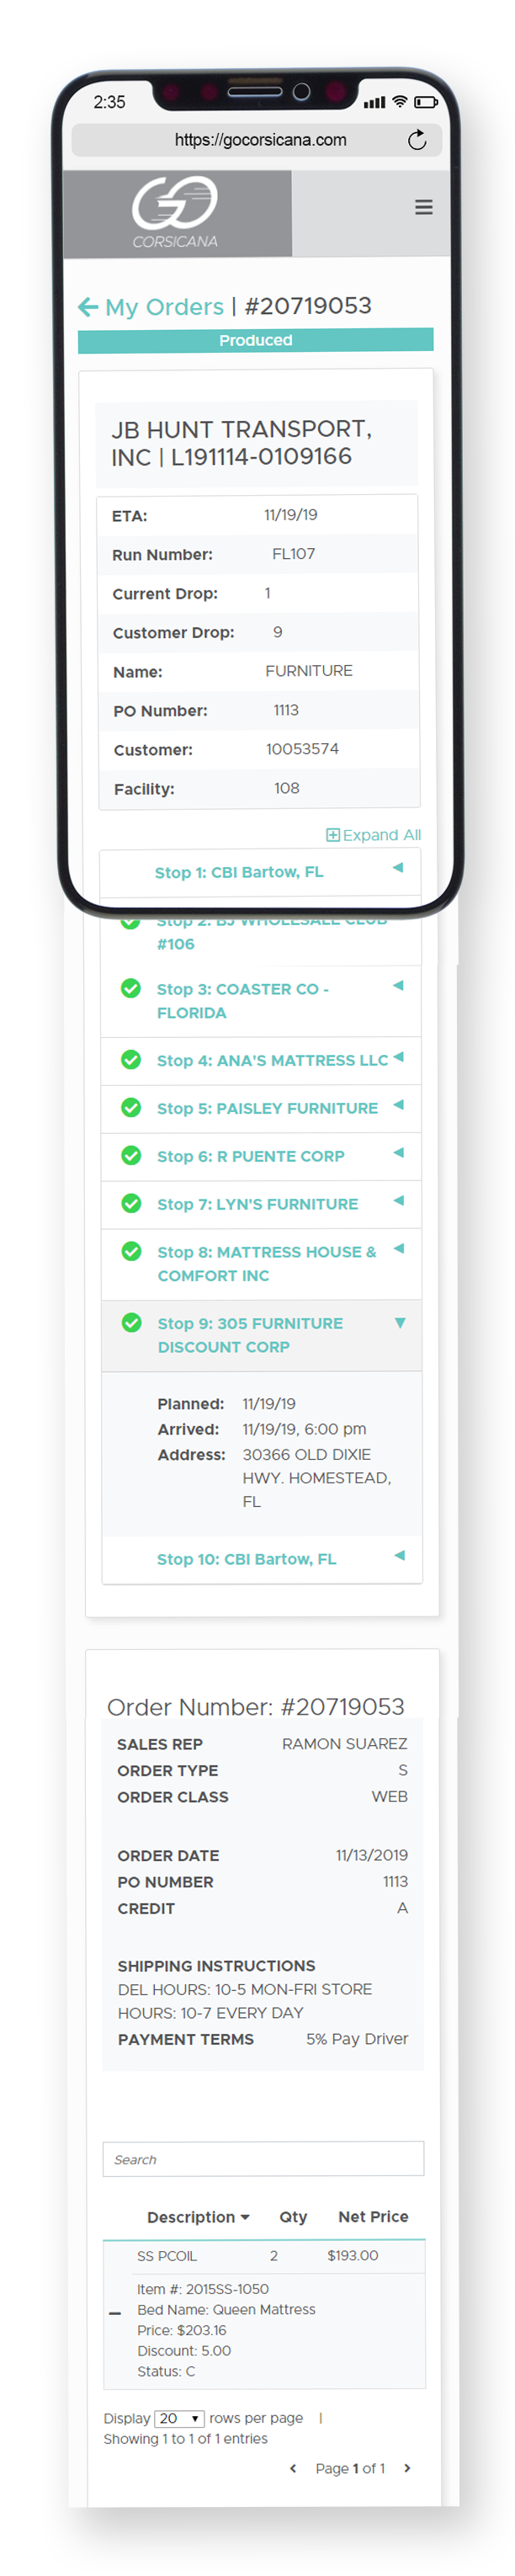 2:35
https://gocorsicana.com
GO
CORSICANA
My Orders | #20719053
Produced
JB HUNT TRANSPORT,
INC | L191114-0109166
ETA: 11/19/19
Run Number: FL107
Current Drop: 1
Customer Drop: 9
Name: FURNITURE
PO Number: 1113
Customer: 10053574
Facility: 108
Expand All
Stop 1: CBI Bartow, FL
Stop 2: BJ WHOLESALE CLUB
#106
Stop 3: COASTER CO -
FLORIDA
Stop 4: ANA'S MATTRESS LLC
Stop 5: PAISLEY FURNITURE
Stop 6: R PUENTE CORP
Stop 7: LYN'S FURNITURE
Stop 8: MATTRESS HOUSE &
COMFORT INC
Stop 9: 305 FURNITURE
DISCOUNT CORP
Planned: 11/19/19
Arrived: 11/19/19, 6:00 pm
Address: 30366 OLD DIXIE
HWY. HOMESTEAD,
FL
Stop 10: CBI Bartow, FL
Order Number: #20719053
SALES REP RAMON SUAREZ
ORDER TYPE S
ORDER CLASS WEB
ORDER DATE 11/13/2019
PO NUMBER 1113
CREDIT A
SHIPPING INSTRUCTIONS
DEL HOURS: 10-5 MON-FRI STORE
HOURS: 10-7 EVERY DAY
PAYMENT TERMS 5% Pay Driver
Search
Description Qty Net Price
SS PCOIL 2 $193.00
Item #: 2015SS-1050
Bed Name: Queen Mattress
Price: $203.16
Discount: 5.00
Status: C
Display 20 rows per page |
Showing 1 to 1 of 1 entries
Page 1 of 1